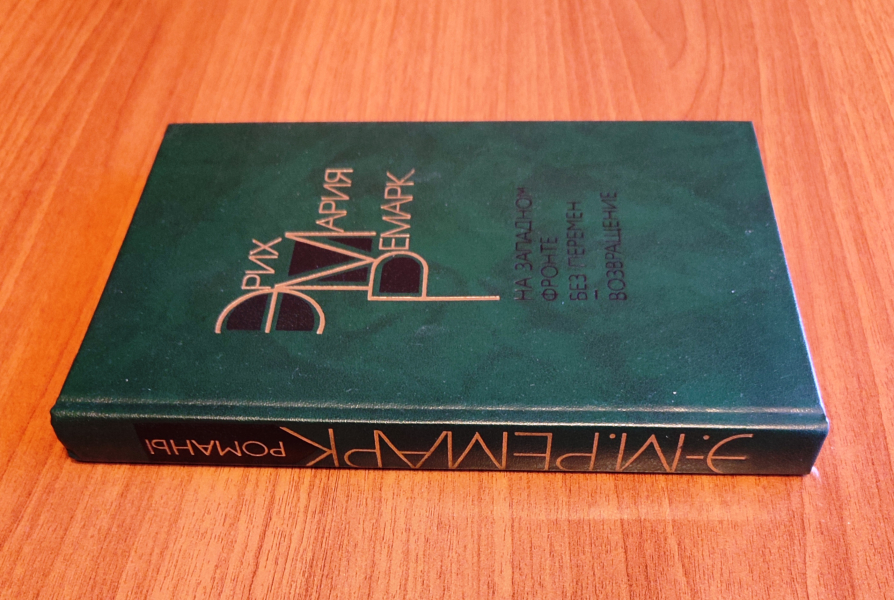 ЭРИХ
МАРИЯ
РЕМАРК
НА ЗАПАДНОМ
ФРОНТЕ
БЕЗ ПЕРЕМЕН
–
ВОЗВРАЩЕНИЕ
Э.-М. РЕМАРК
РОМАНЫ